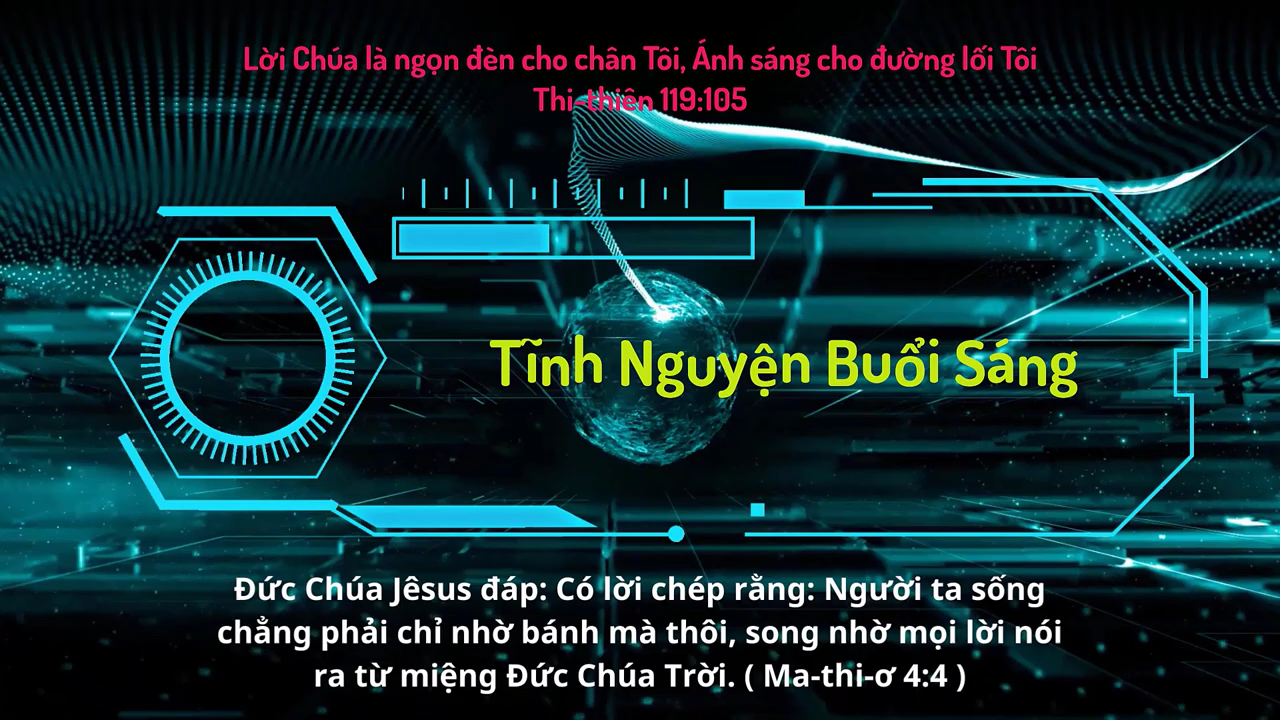 Lời Chúa là ngọn đèn cho chân Tôi, Ánh sáng cho đường lối Tôi
Thi-thiên 119:105
Tĩnh Nguyện Buổi Sáng
Đức Chúa Jêsus đáp: Có lời chép rằng: Người ta sống
chẳng phải chỉ nhờ bánh mà thôi, song nhờ mọi lời nói
ra từ miệng Đức Chúa Trời. ( Ma-thi-ơ 4:4 )